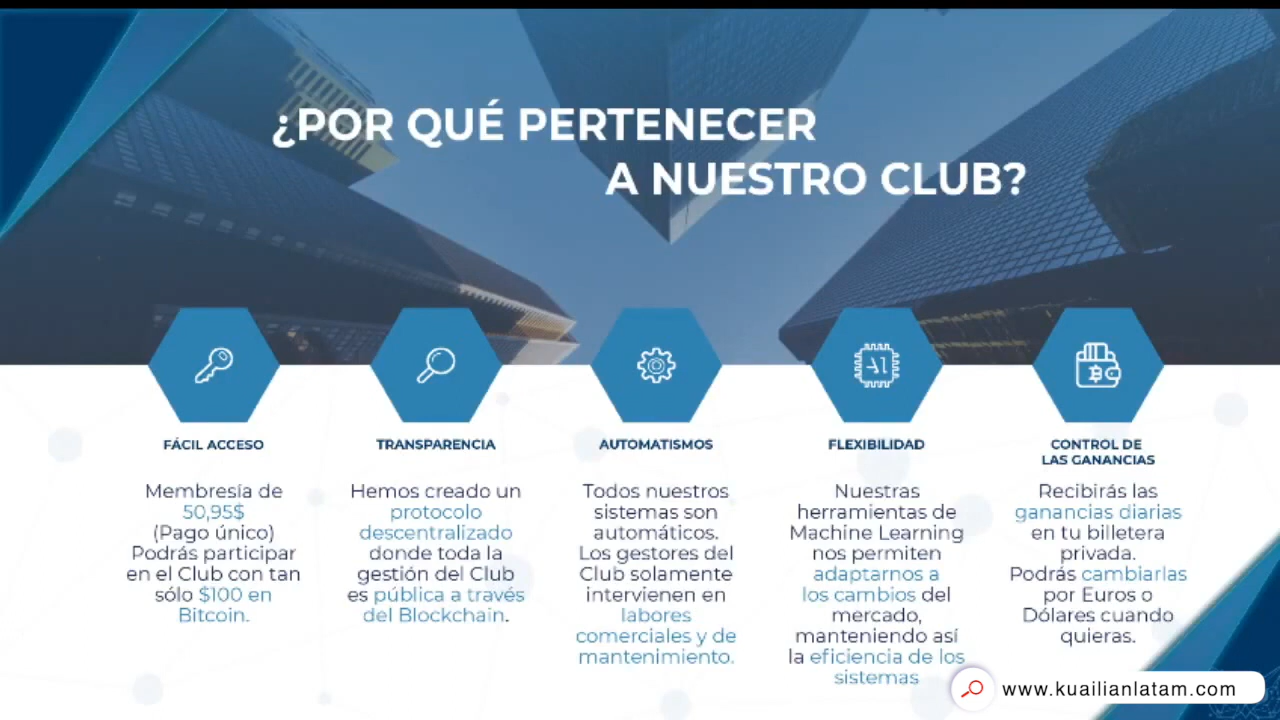 ¿POR QUÉ PERTENECER
A NUESTRO CLUB?
FÁCIL ACCESO
Membresía de
50,95$
(Pago único)
Podrás participar
en el Club con tan
sólo $100 en
Bitcoin.
TRANSPARENCIA
Hemos creado un
protocolo
descentralizado
donde toda la
gestión del Club
es pública a través
del Blockchain.
AUTOMATISMOS
Todos nuestros
sistemas son
automáticos.
Los gestores del
Club solamente
intervienen en
labores
comerciales y de
mantenimiento.
AI
FLEXIBILIDAD
Nuestras
herramientas de
Machine Learning
nos permiten
adaptarnos a
los cambios del
mercado,
manteniendo así
la eficiencia de los
sistemas
CONTROL DE
LAS GANANCIAS
Recibirás las
ganancias diarias
en tu billetera
privada.
Podrás cambiarlas
por Euros o
Dólares cuando
quieras.
www.kuailianlatam.com